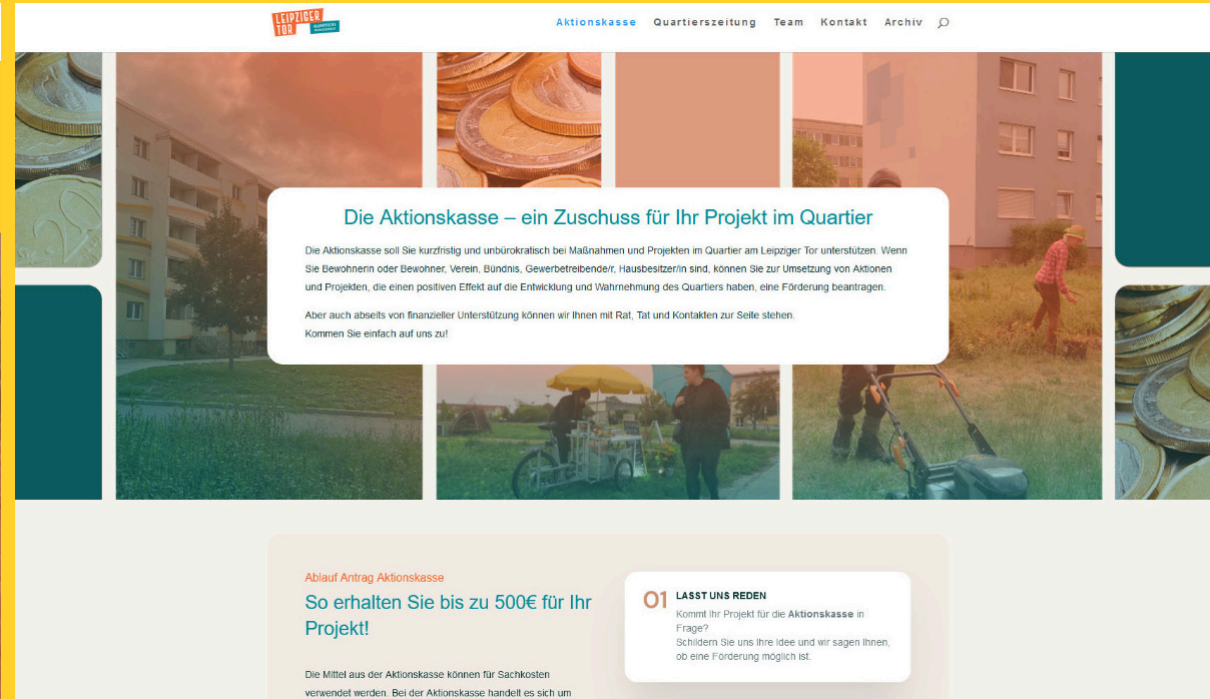 LEIPZIGER
TOR
Aktionskasse Quartierszeitung Team Kontakt Archiv
Die Aktionskasse – ein Zuschuss für Ihr Projekt im Quartier
Die Aktionskasse soll Sie kurzfristig und unbürokratisch bei Maßnahmen und Projekten im Quartier am Leipziger Tor unterstützen. Wenn
Sie Bewohnerin oder Bewohner, Verein, Bündnis, Gewerbetreibende/r, Hausbesitzer/in sind, können Sie zur Umsetzung von Aktionen
und Projekten, die einen positiven Effekt auf die Entwicklung und Wahrnehmung des Quartiers haben, eine Förderung beantragen.
Aber auch abseits von finanzieller Unterstützung können wir Ihnen mit Rat, Tat und Kontakten zur Seite stehen.
Kommen Sie einfach auf uns zu!
Ablauf Antrag Aktionskasse
So erhalten Sie bis zu 500€ für Ihr
Projekt!
Die Mittel aus der Aktionskasse können für Sachkosten
verwendet werden. Bei der Aktionskasse handelt es sich um
01 LASST UNS REDEN
Kommt Ihr Projekt für die Aktionskasse in
Frage?
Schildern Sie uns Ihre Idee und wir sagen Ihnen,
ob eine Förderung möglich ist.